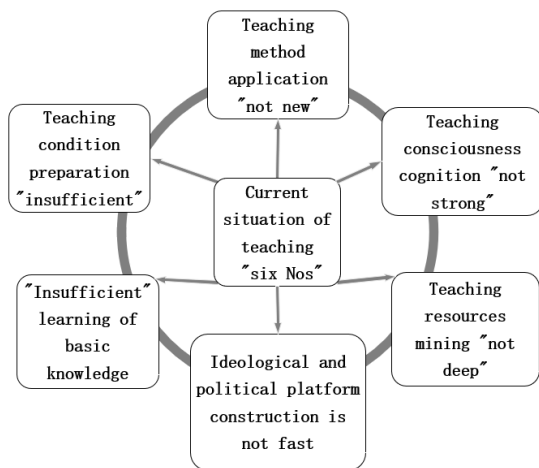 Teaching
method
application
"not new"
Teaching
condition
preparation
"insufficient"
Teaching
consciousness
cognition "not
strong"
Current
situation of
teaching
"six Nos"
"Insufficient"
learning of
basic
knowledge
Teaching
resources
mining "not
deep"
Ideological and
political platform
construction is
not fast